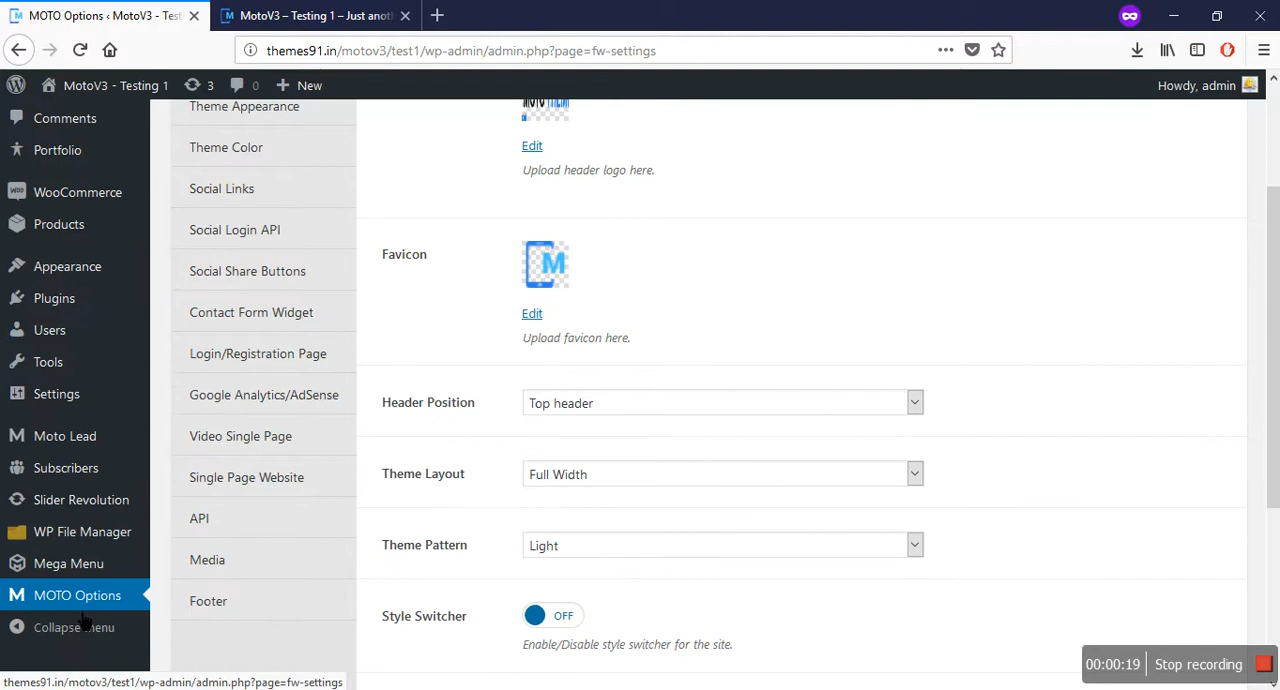 MOTO Options ‹ MotoV3 - Tes
MotoV3 – Testing 1 – Just anot
themes91.in/motov3/test1/wp-admin/admin.php?page=fw-settings
MotoV3 - Testing 1
3
0
New
Howdy, admin
Comments
Portfolio
WooCommerce
Products
Appearance
Plugins
Users
Tools
Settings
Moto Lead
Subscribers
Slider Revolution
WP File Manager
Mega Menu
MOTO Options
Collapse menu
Theme Appearance
Theme Color
Social Links
Social Login API
Social Share Buttons
Contact Form Widget
Login/Registration Page
Google Analytics/AdSense
Video Single Page
Single Page Website
API
Media
Footer
Edit
Upload header logo here.
Favicon
M
Edit
Upload favicon here.
Header Position
Top header
Theme Layout
Full Width
Theme Pattern
Light
Style Switcher
OFF
Enable/Disable style switcher for the site.
themes91.in/motov3/test1/wp-admin/admin.php?page=fw-settings
00:00:19
Stop recording